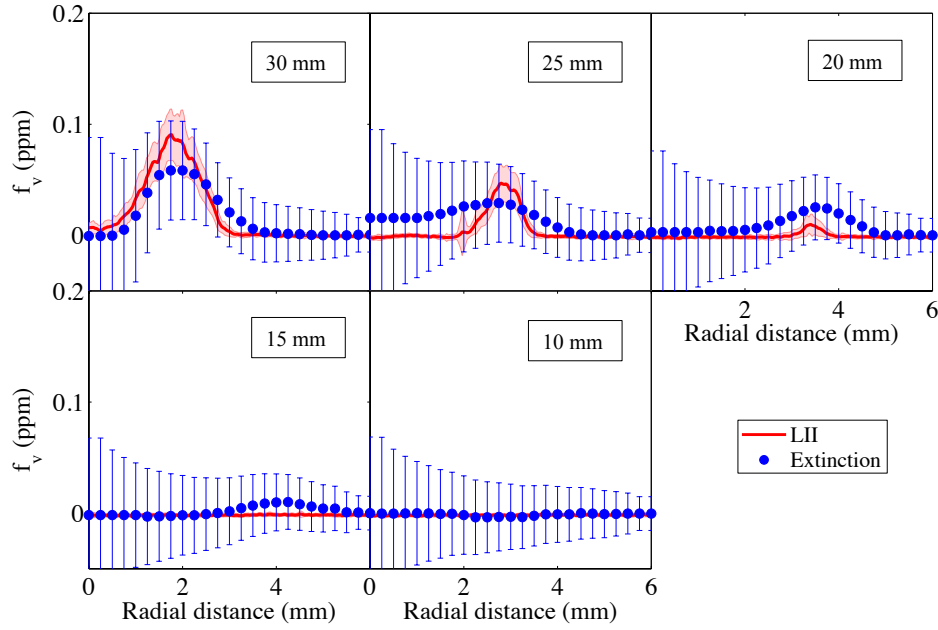 0.2
30 mm
25 mm
20 mm
0.1
f_v (ppm)
0
2
4
6
Radial distance (mm)
0.2
15 mm
10 mm
0.1
f_v (ppm)
LII
Extinction
0
0
2
4
0
2
4
6
Radial distance (mm)
Radial distance (mm)